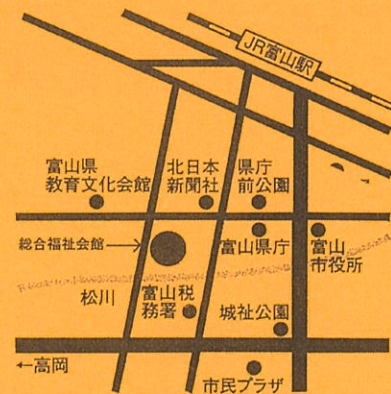 JR富山駅
富山県
教育文化会館
北日本
新聞社
県庁
前公園
総合福祉会館→
富山県庁
富山
市役所
松川
富山税
務署
城祉公園
←高岡
市民プラザ